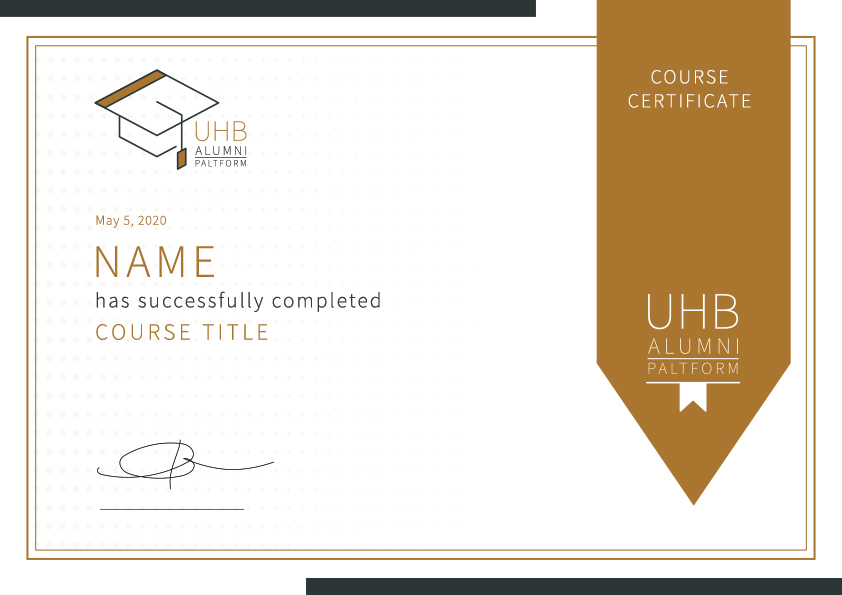 UHB
ALUMNI
PALTFORM
May 5, 2020
NAME
has successfully completed
COURSE TITLE
COURSE
CERTIFICATE
UHB
ALUMNI
PALTFORM